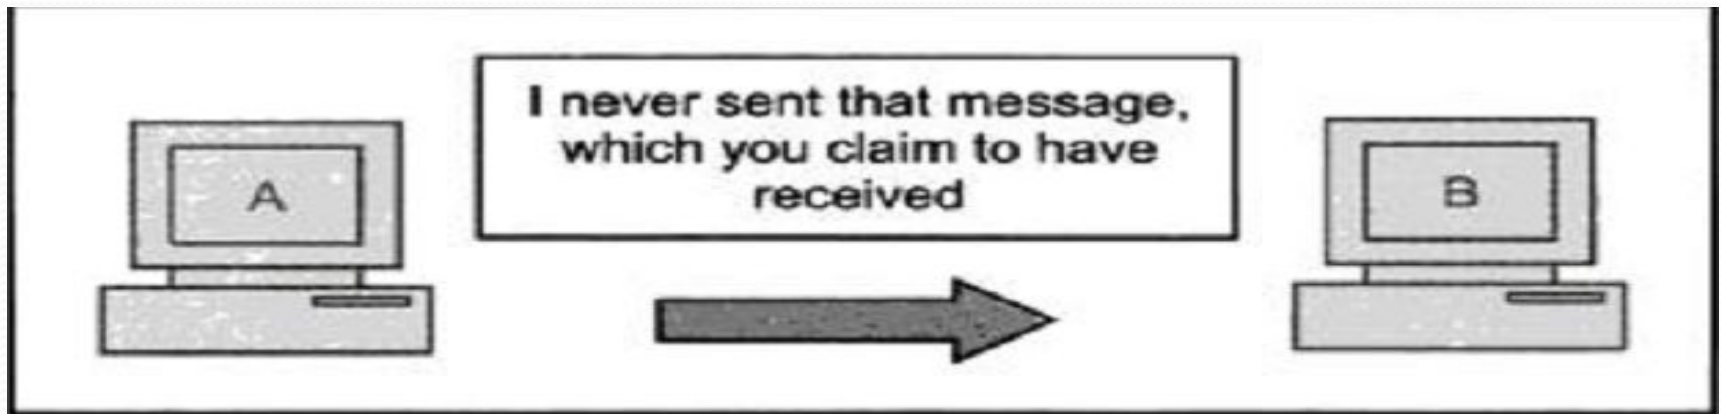 I never sent that message,
which you claim to have
received
A
B